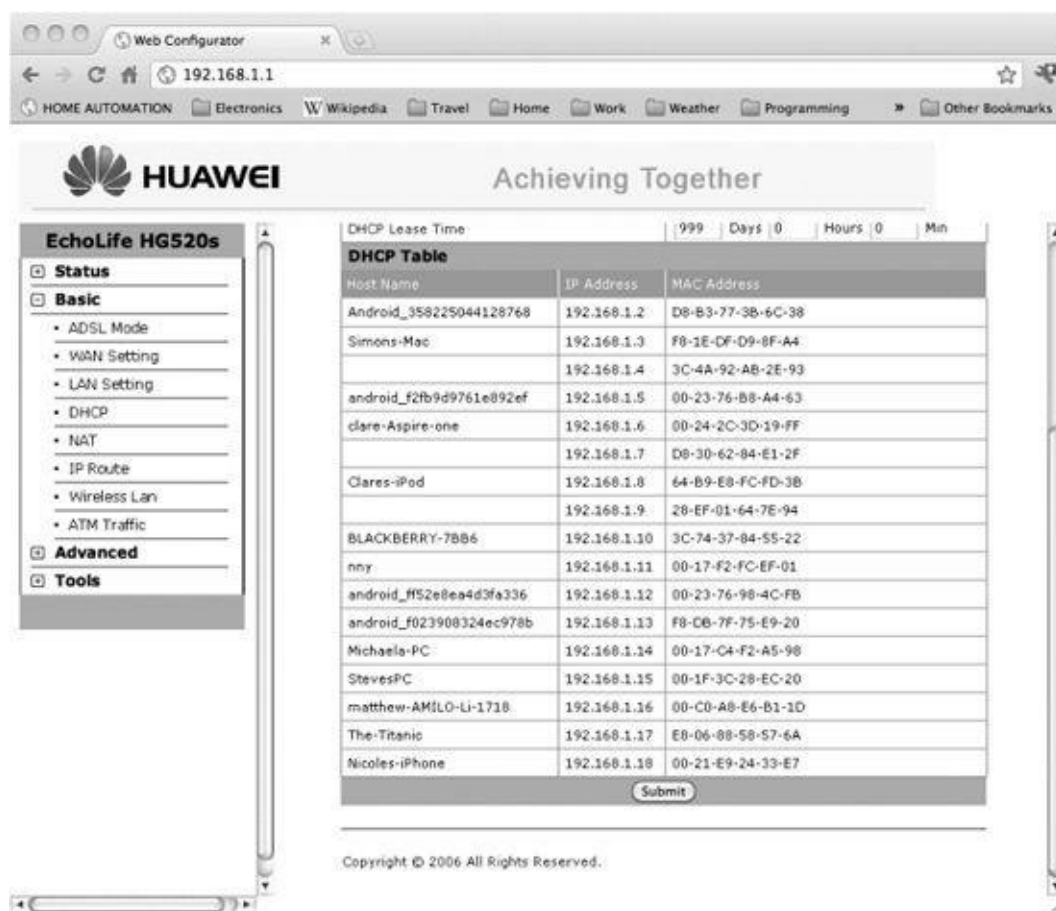 Web Configurator
192.168.1.1
HOME AUTOMATION Electronics W Wikipedia Travel Home Work Weather Programming » Other Bookmarks
HUAWEI Achieving Together
EchoLife HG520s
Status
Basic
ADSL Mode
WAN Setting
LAN Setting
DHCP
NAT
IP Route
Wireless Lan
ATM Traffic
Advanced
Tools
DHCP Lease Time 999 Days 0 Hours 0 Min
DHCP Table
Host Name IP Address MAC Address
Android_358225044128768 192.168.1.2 D8-B3-77-3B-6C-38
Simons-Mac 192.168.1.3 F8-1E-DF-D9-8F-A4
192.168.1.4 3C-4A-92-AB-2E-93
android_f2fb9d9761e892ef 192.168.1.5 00-23-76-B8-A4-63
clare-Aspire-one 192.168.1.6 00-24-2C-3D-19-FF
192.168.1.7 D8-30-62-84-E1-2F
Clares-iPod 192.168.1.8 64-B9-E8-FC-FD-3B
192.168.1.9 28-EF-01-64-7E-94
BLACKBERRY-7BB6 192.168.1.10 3C-74-37-84-55-22
nny 192.168.1.11 00-17-F2-FC-EF-01
android_ff52e8ea4d3fa336 192.168.1.12 00-23-76-98-4C-FB
android_f023908324ec978b 192.168.1.13 F8-DB-7F-75-E9-20
Michaela-PC 192.168.1.14 00-17-C4-F2-A5-98
StevesPC 192.168.1.15 00-1F-3C-28-EC-20
matthew-AMILO-Li-1718 192.168.1.16 00-C0-A8-E6-B1-1D
The-Titanic 192.168.1.17 E8-06-88-58-57-6A
Nicoles-iPhone 192.168.1.18 00-21-E9-24-33-E7
Submit
Copyright © 2006 All Rights Reserved.